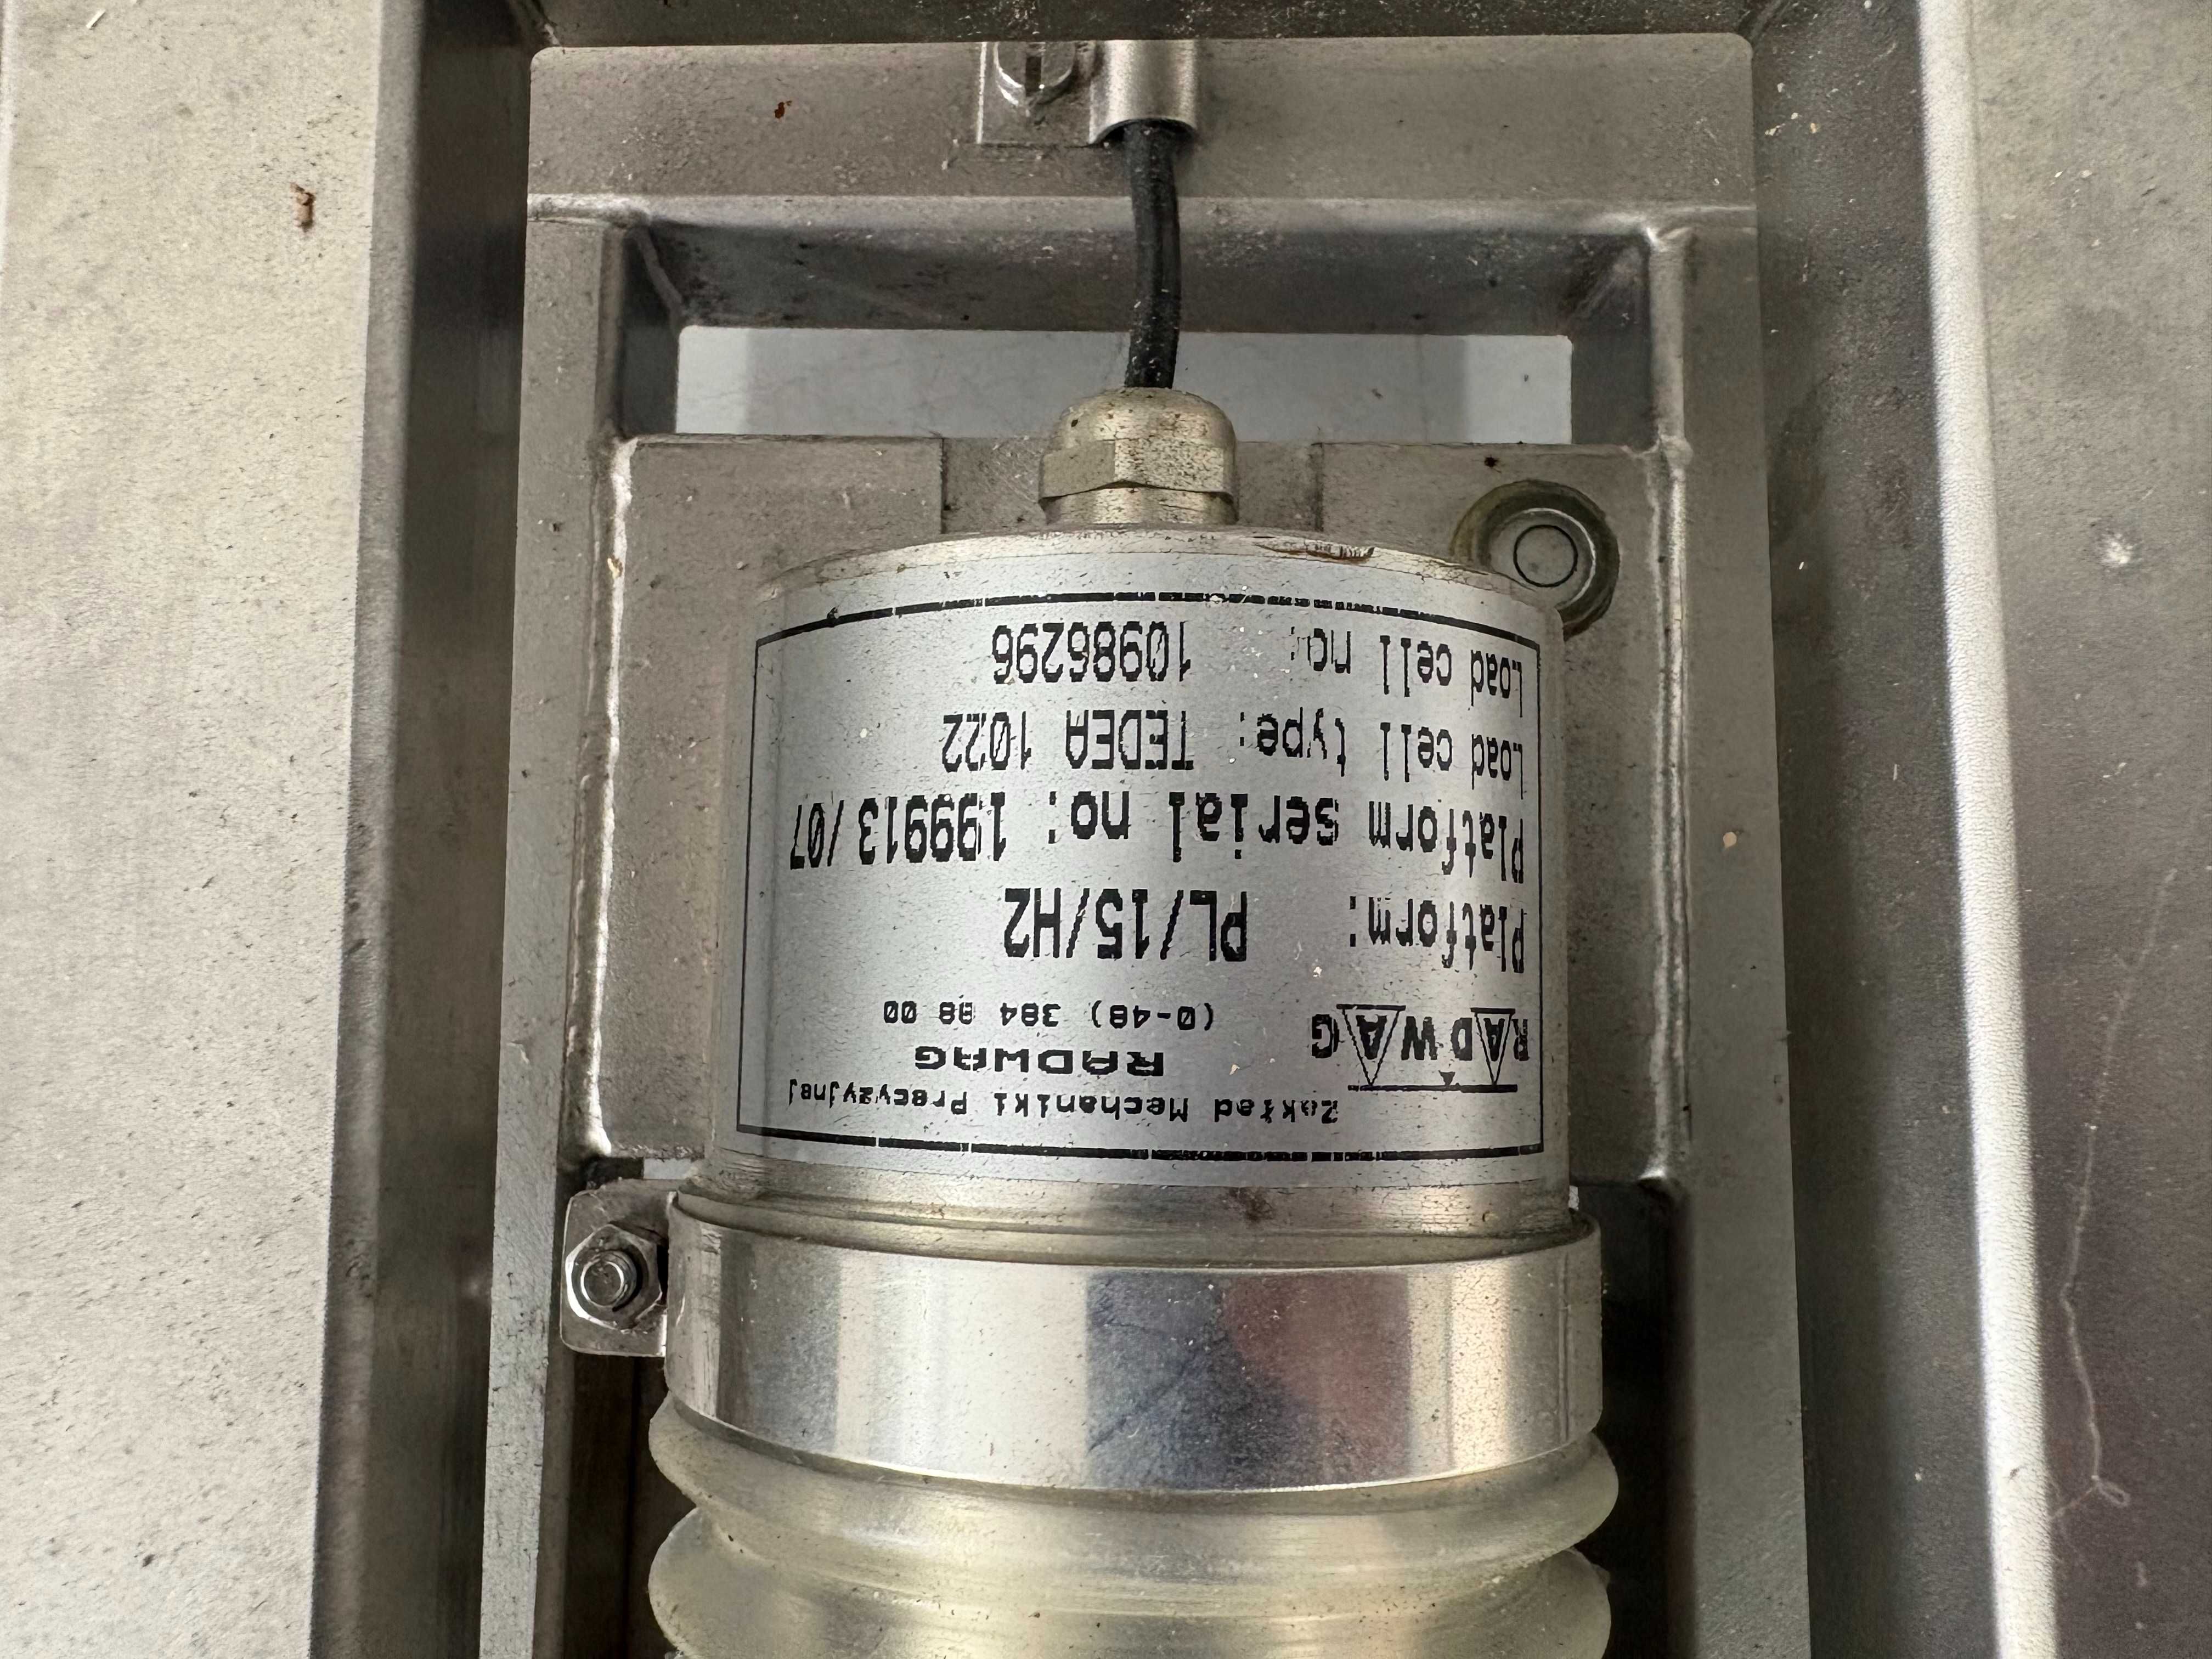 Zakład Mechaniki Precyzyjnej
RADWAG
RADWAG
(0-48) 384 88 00
Platform: PL/15/H2
Platform serial no: 199913/07
Load cell type: TEDEA 1022
Load cell no: 10986296